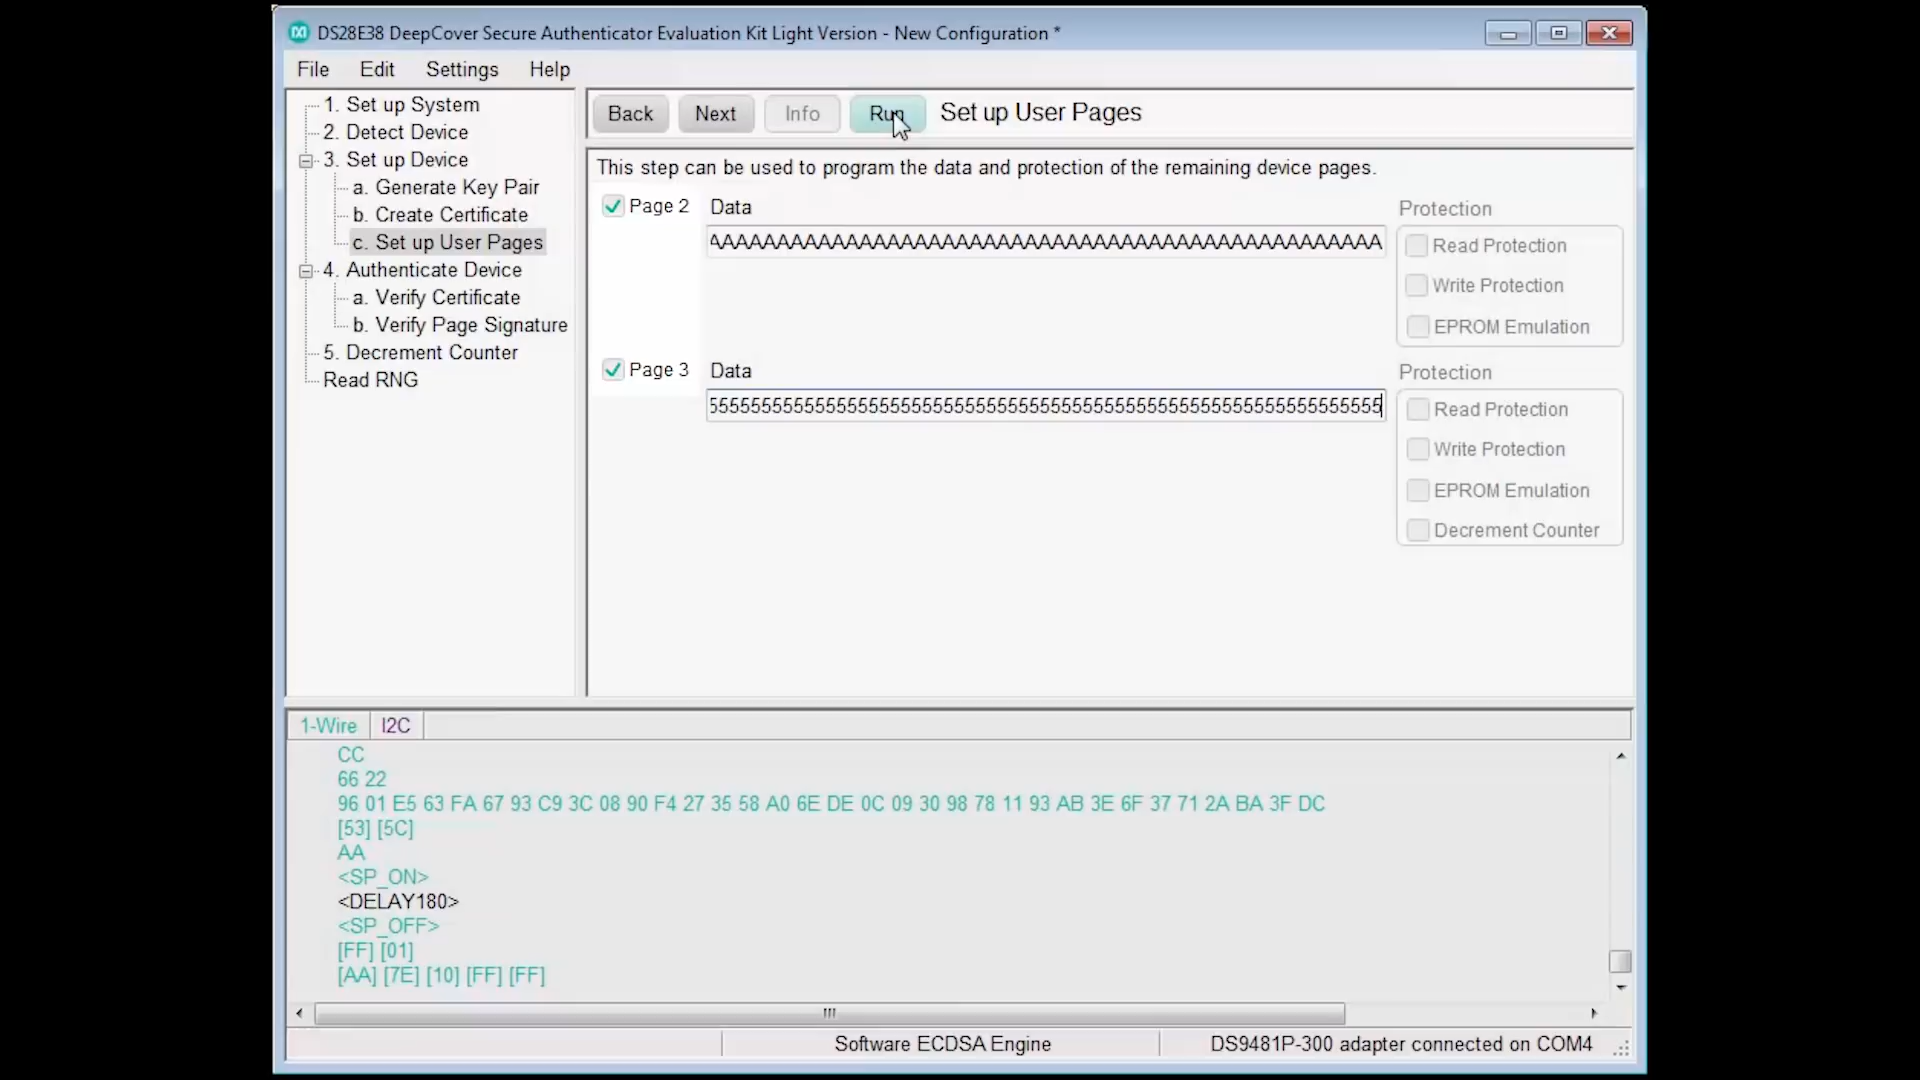 DS28E38 DeepCover Secure Authenticator Evaluation Kit Light Version - New Configuration *
File Edit Settings Help
1. Set up System
2. Detect Device
3. Set up Device
a. Generate Key Pair
b. Create Certificate
c. Set up User Pages
4. Authenticate Device
a. Verify Certificate
b. Verify Page Signature
5. Decrement Counter
Read RNG
Back Next Info Run Set up User Pages
This step can be used to program the data and protection of the remaining device pages.
Page 2 Data
Protection
Read Protection
Write Protection
EPROM Emulation
Page 3 Data
Protection
Read Protection
Write Protection
EPROM Emulation
Decrement Counter
1-Wire I2C
CC
66 22
96 01 E5 63 FA 67 93 C9 3C 08 90 F4 27 35 58 A0 6E DE 0C 09 30 98 78 11 93 AB 3E 6F 37 71 2A BA 3F DC
[53] [5C]
AA
<SP_ON>
<DELAY180>
<SP_OFF>
[FF] [01]
[AA] [7E] [10] [FF] [FF]
Software ECDSA Engine
DS9481P-300 adapter connected on COM4